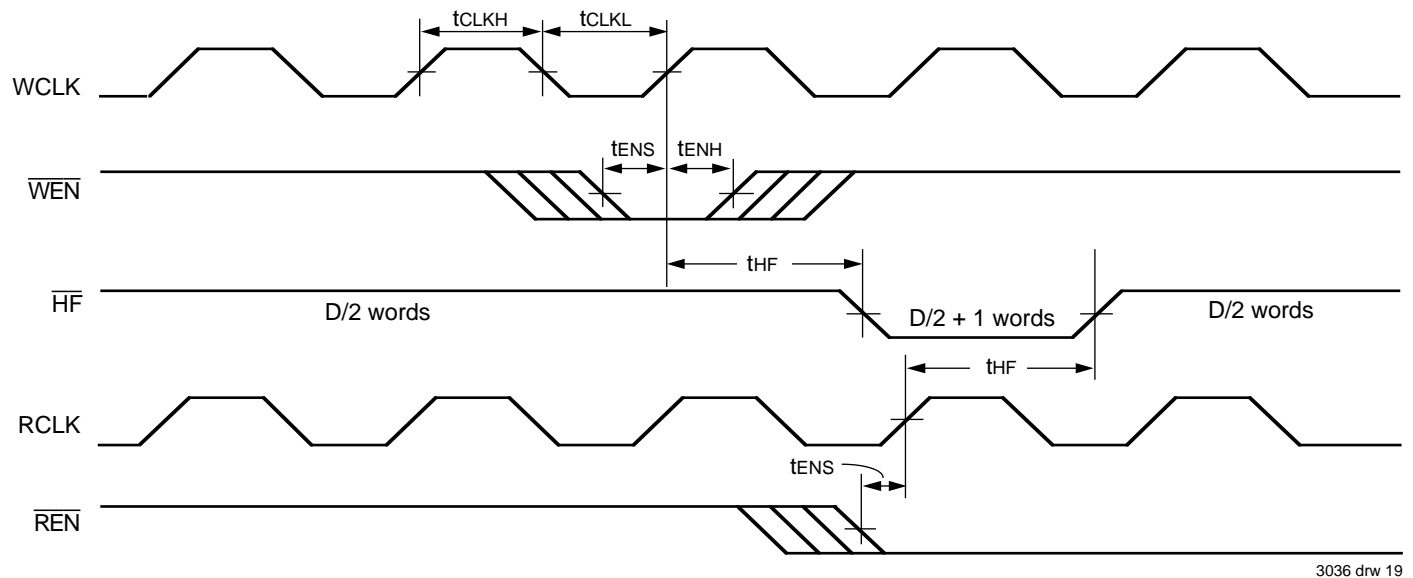 tCLKH tCLKL
WCLK
tENS tENH
WEN
tHF
HF
D/2 words D/2 + 1 words D/2 words
tHF
RCLK
tENS
REN
3036 drw 19